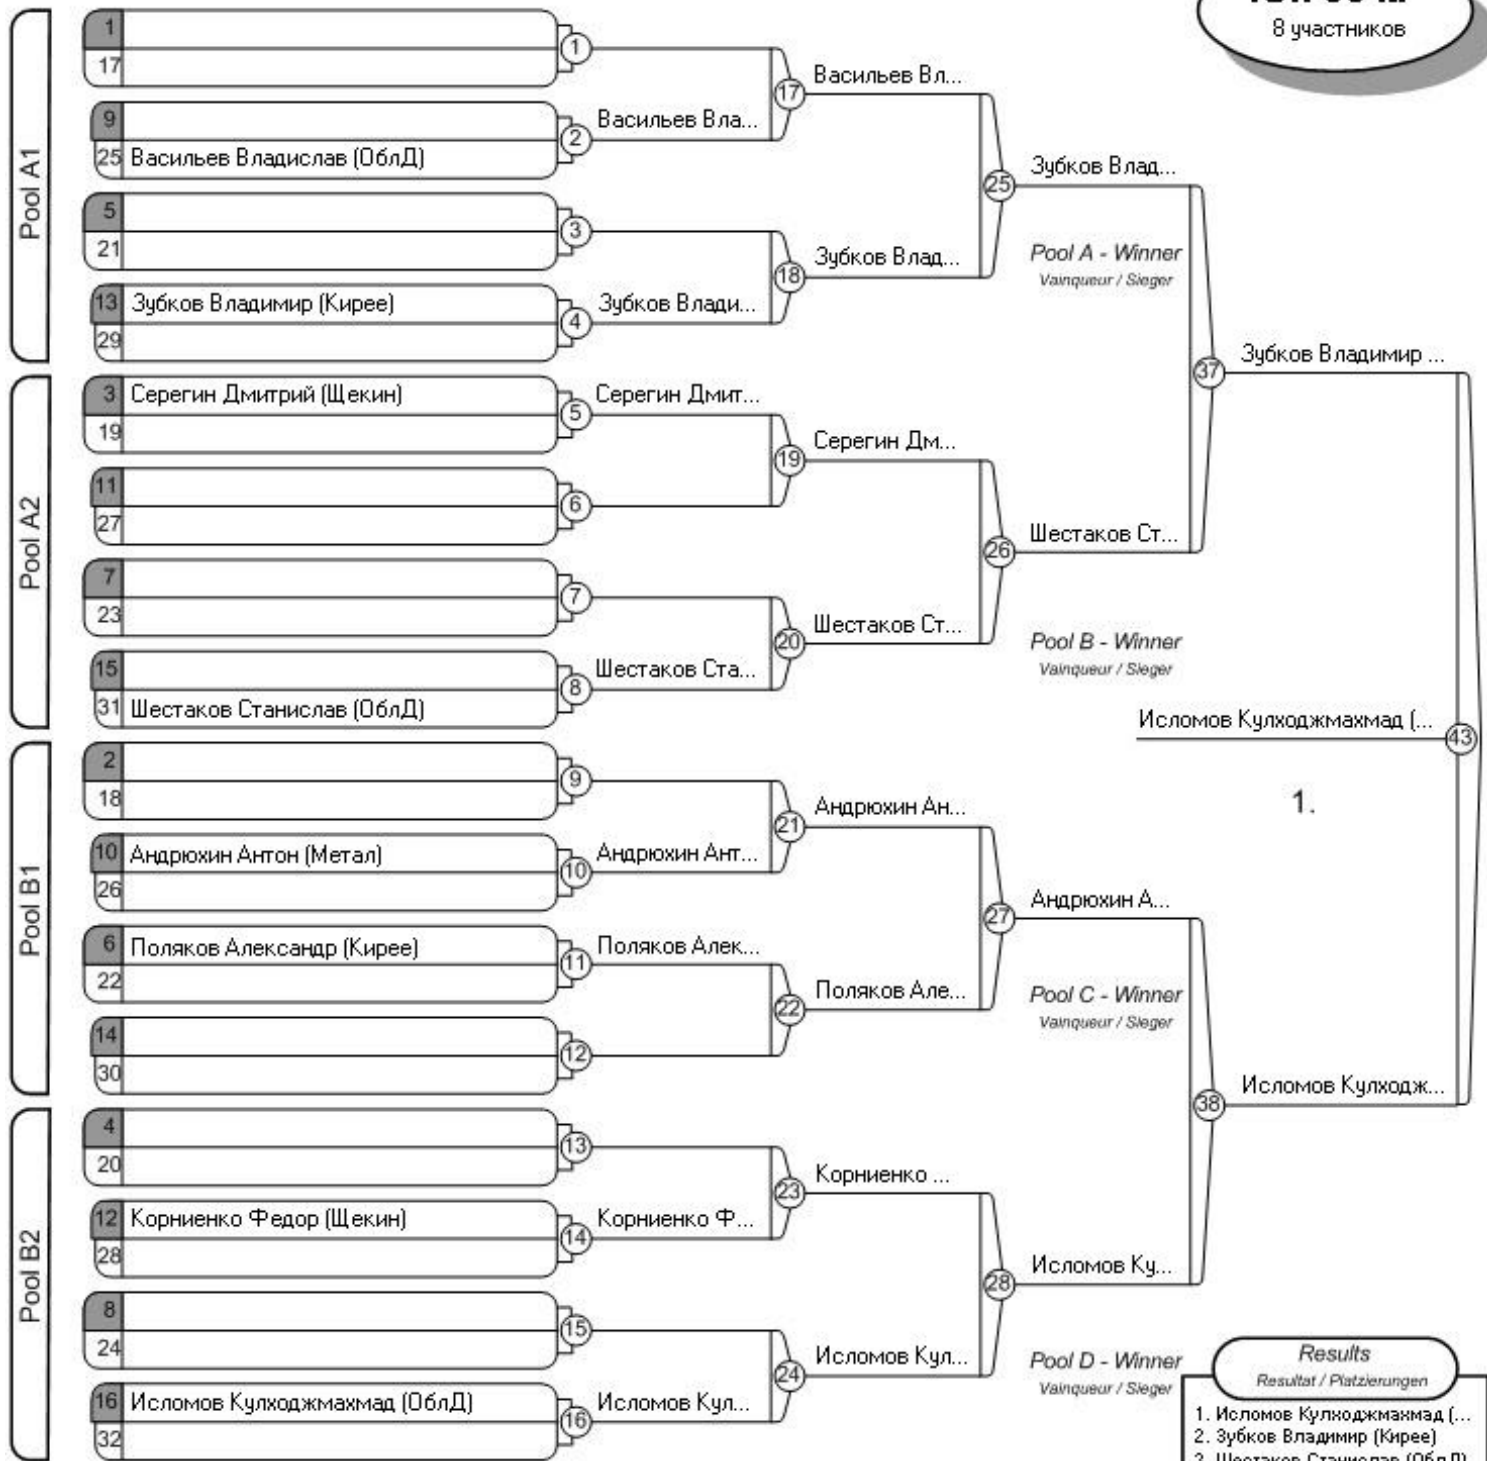 8 участников
Pool A1
1
17
1
9
25 Васильев Владислав (ОблД)
2
Васильев Вла...
17
Васильев Вл...
5
21
3
13 Зубков Владимир (Кирее)
29
4
Зубков Влади...
18
Зубков Влад...
25
Зубков Влад...
Pool A - Winner
Vainqueur / Sieger
Pool A2
3 Серегин Дмитрий (Щекин)
19
5
Серегин Дмит...
11
27
6
19
Серегин Дм...
7
23
7
15
31 Шестаков Станислав (ОблД)
8
Шестаков Ста...
20
Шестаков Ст...
26
Шестаков Ст...
Pool B - Winner
Vainqueur / Sieger
37
Зубков Владимир ...
Исломов Кулходжмахмад (...
43
1.
Pool B1
2
18
9
10 Андрюхин Антон (Метал)
26
10
Андрюхин Ант...
21
Андрюхин Ан...
6 Поляков Александр (Кирее)
22
11
Поляков Алек...
14
30
12
22
Поляков Але...
27
Андрюхин А...
Pool C - Winner
Vainqueur / Sieger
Pool B2
4
20
13
12 Корниенко Федор (Щекин)
28
14
Корниенко Ф...
23
Корниенко ...
8
24
15
16 Исломов Кулходжмахмад (ОблД)
32
16
Исломов Кул...
24
Исломов Кул...
28
Исломов Ку...
38
Исломов Кулходж...
Pool D - Winner
Vainqueur / Sieger
Results
Resultat / Platzierungen
1. Исломов Кулходжмахмад (...
2. Зубков Владимир (Кирее)
Шестаков Станислав (ОблД)